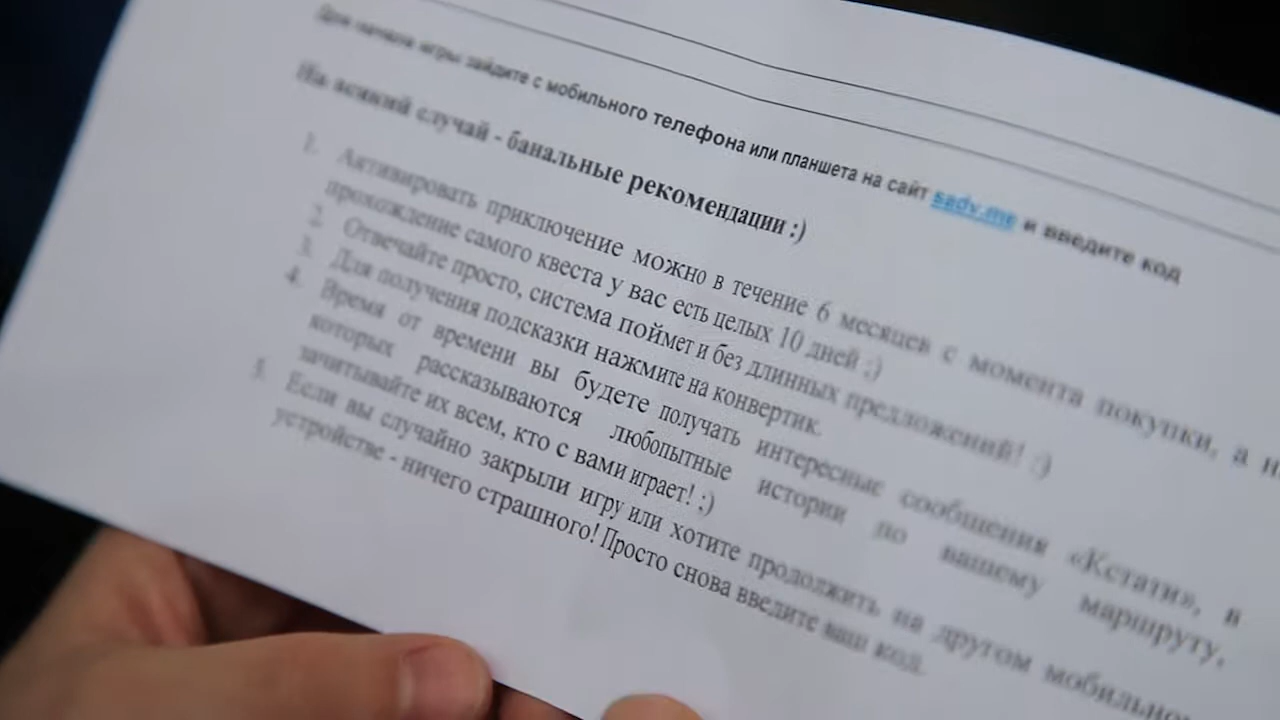 Для начала игры зайдите с мобильного телефона или планшета на сайт sadv.me и введите код
На всякий случай - банальные рекомендации :)
1. Активировать приключение можно в течение 6 месяцев с момента покупки, а н
прохождение самого квеста у вас есть целых 10 дней :)
2. Отвечайте просто, система поймет и без длинных предложений! :)
3. Для получения подсказки нажмите на конвертик.
4. Время от времени вы будете получать интересные сообщения «Кстати», в
которых рассказываются любопытные истории по вашему маршруту,
зачитывайте их всем, кто с вами играет! ;)
5. Если вы случайно закрыли игру или хотите продолжить на другом мобильно
устройстве - ничего страшного! Просто снова введите ваш код.